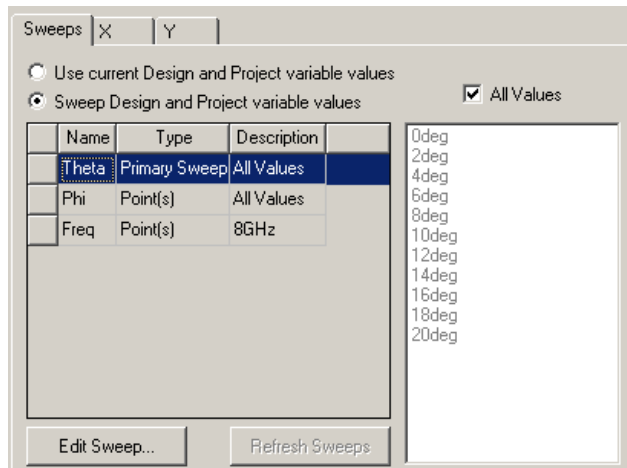 Sweeps X Y
Use current Design and Project variable values
Sweep Design and Project variable values
All Values
Name Type Description
Theta Primary Sweep All Values
Phi Point(s) All Values
Freq Point(s) 8GHz
0deg
2deg
4deg
6deg
8deg
10deg
12deg
14deg
16deg
18deg
20deg
Edit Sweep... Refresh Sweeps